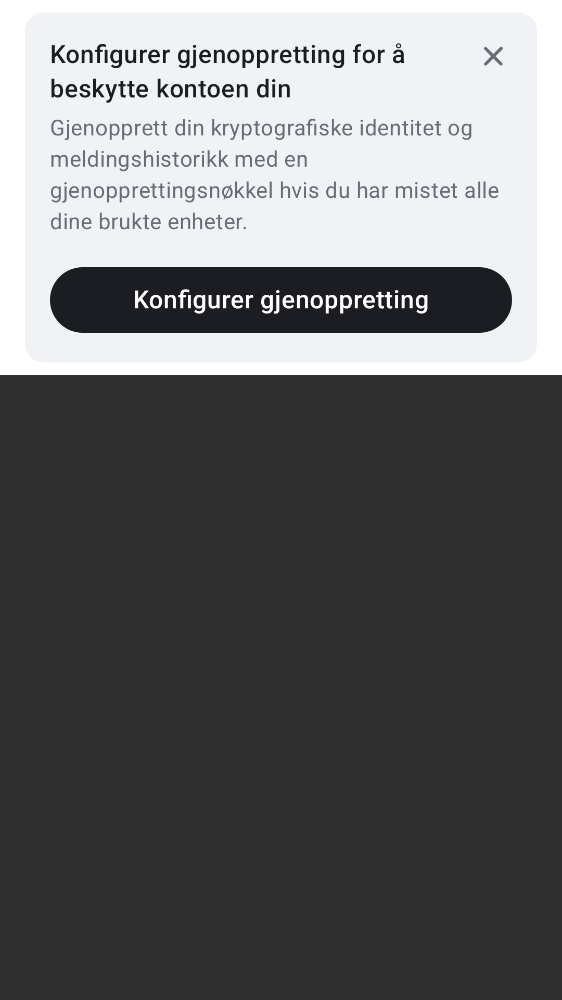 Konfigurer gjenoppretting for å
beskytte kontoen din
Gjenopprett din kryptografiske identitet og
meldingshistorikk med en
gjenopprettingsnøkkel hvis du har mistet alle
dine brukte enheter.
Konfigurer gjenoppretting